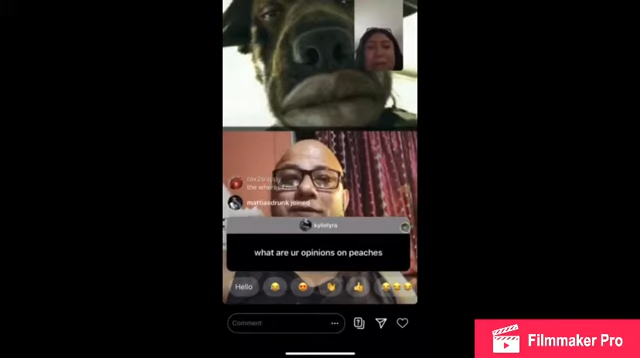 mattiasdrunk joined
kylielyra
what are ur opinions on peaches
Hello
Comment
Filmmaker Pro